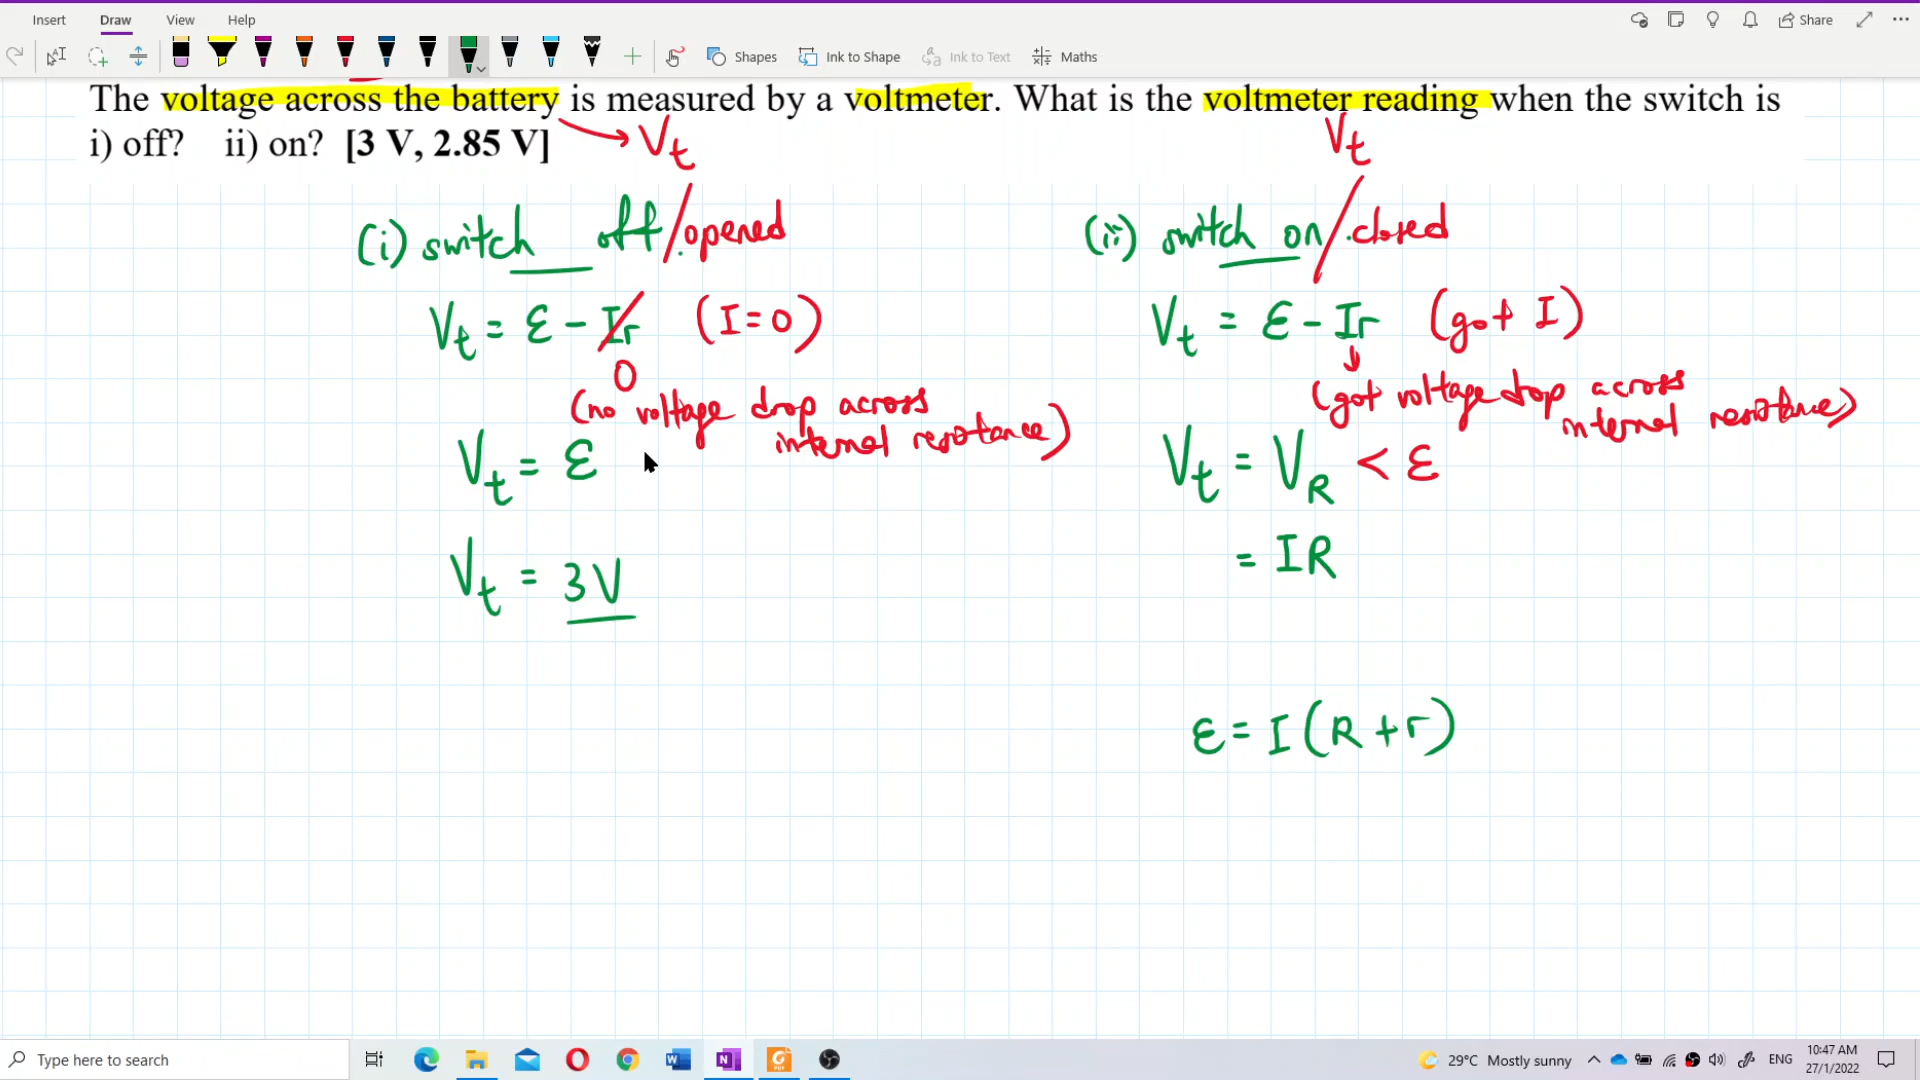 Insert Draw View Help Share
Shapes Ink to Shape Ink to Text Maths
The voltage across the battery is measured by a voltmeter. What is the voltmeter reading when the switch is
i) off? ii) on? [3 V, 2.85 V]
Vt
Vt
(i) switch off/opened
Vt = ε - Ir (I = 0)
0
(no voltage drop across
internal resistance)
Vt = ε
Vt = 3V
(ii) switch on/closed
Vt = ε - Ir (got I)
(got voltage drop across
internal resistance)
Vt = VR < ε
= IR
ε = I(R + r)
Type here to search
29°C Mostly sunny ENG 10:47 AM
27/1/2022